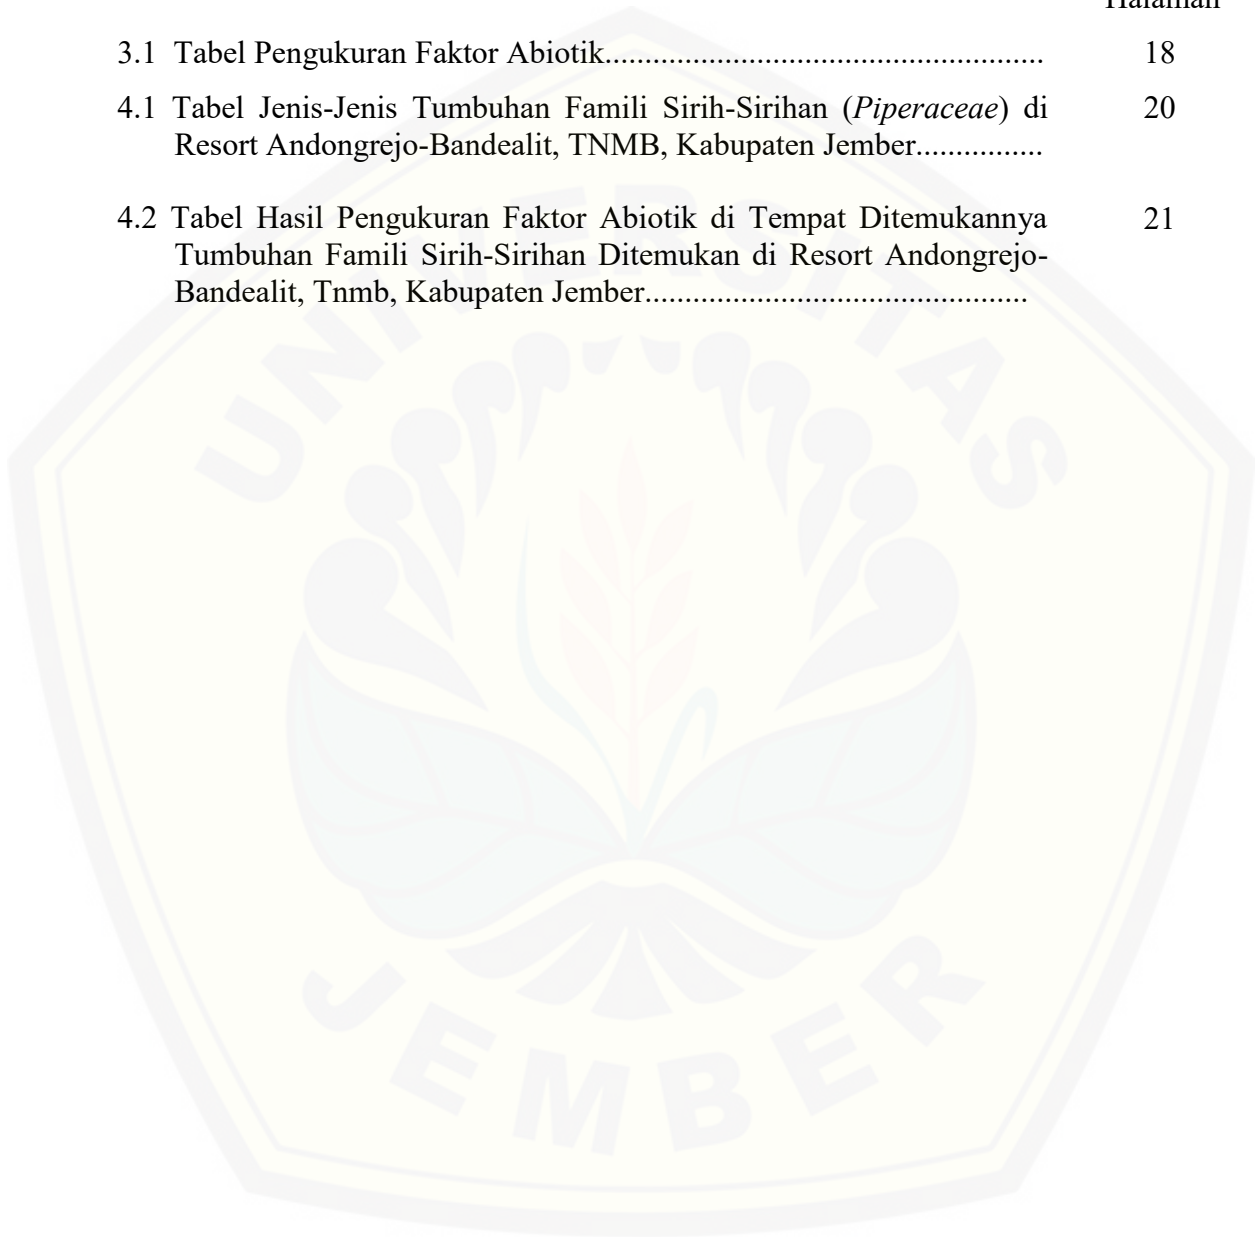 Halaman
3.1 Tabel Pengukuran Faktor Abiotik....................................................... 18
4.1 Tabel Jenis-Jenis Tumbuhan Famili Sirih-Sirihan (Piperaceae) di 20
Resort Andongrejo-Bandealit, TNMB, Kabupaten Jember................
4.2 Tabel Hasil Pengukuran Faktor Abiotik di Tempat Ditemukannya 21
Tumbuhan Famili Sirih-Sirihan Ditemukan di Resort Andongrejo-
Bandealit, Tnmb, Kabupaten Jember................................................
UNIVERSITAS
JEMBER